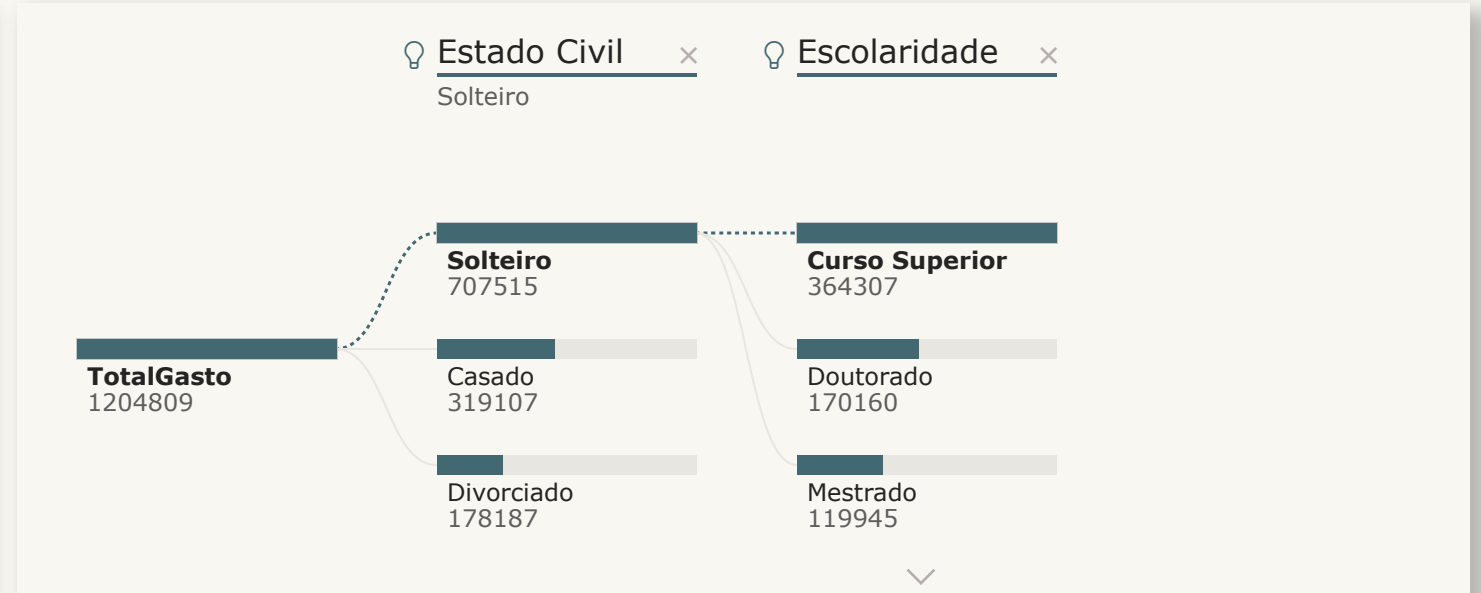 Estado Civil
Solteiro
Escolaridade
TotalGasto
1204809
Solteiro
707515
Casado
319107
Divorciado
178187
Curso Superior
364307
Doutorado
170160
Mestrado
119945